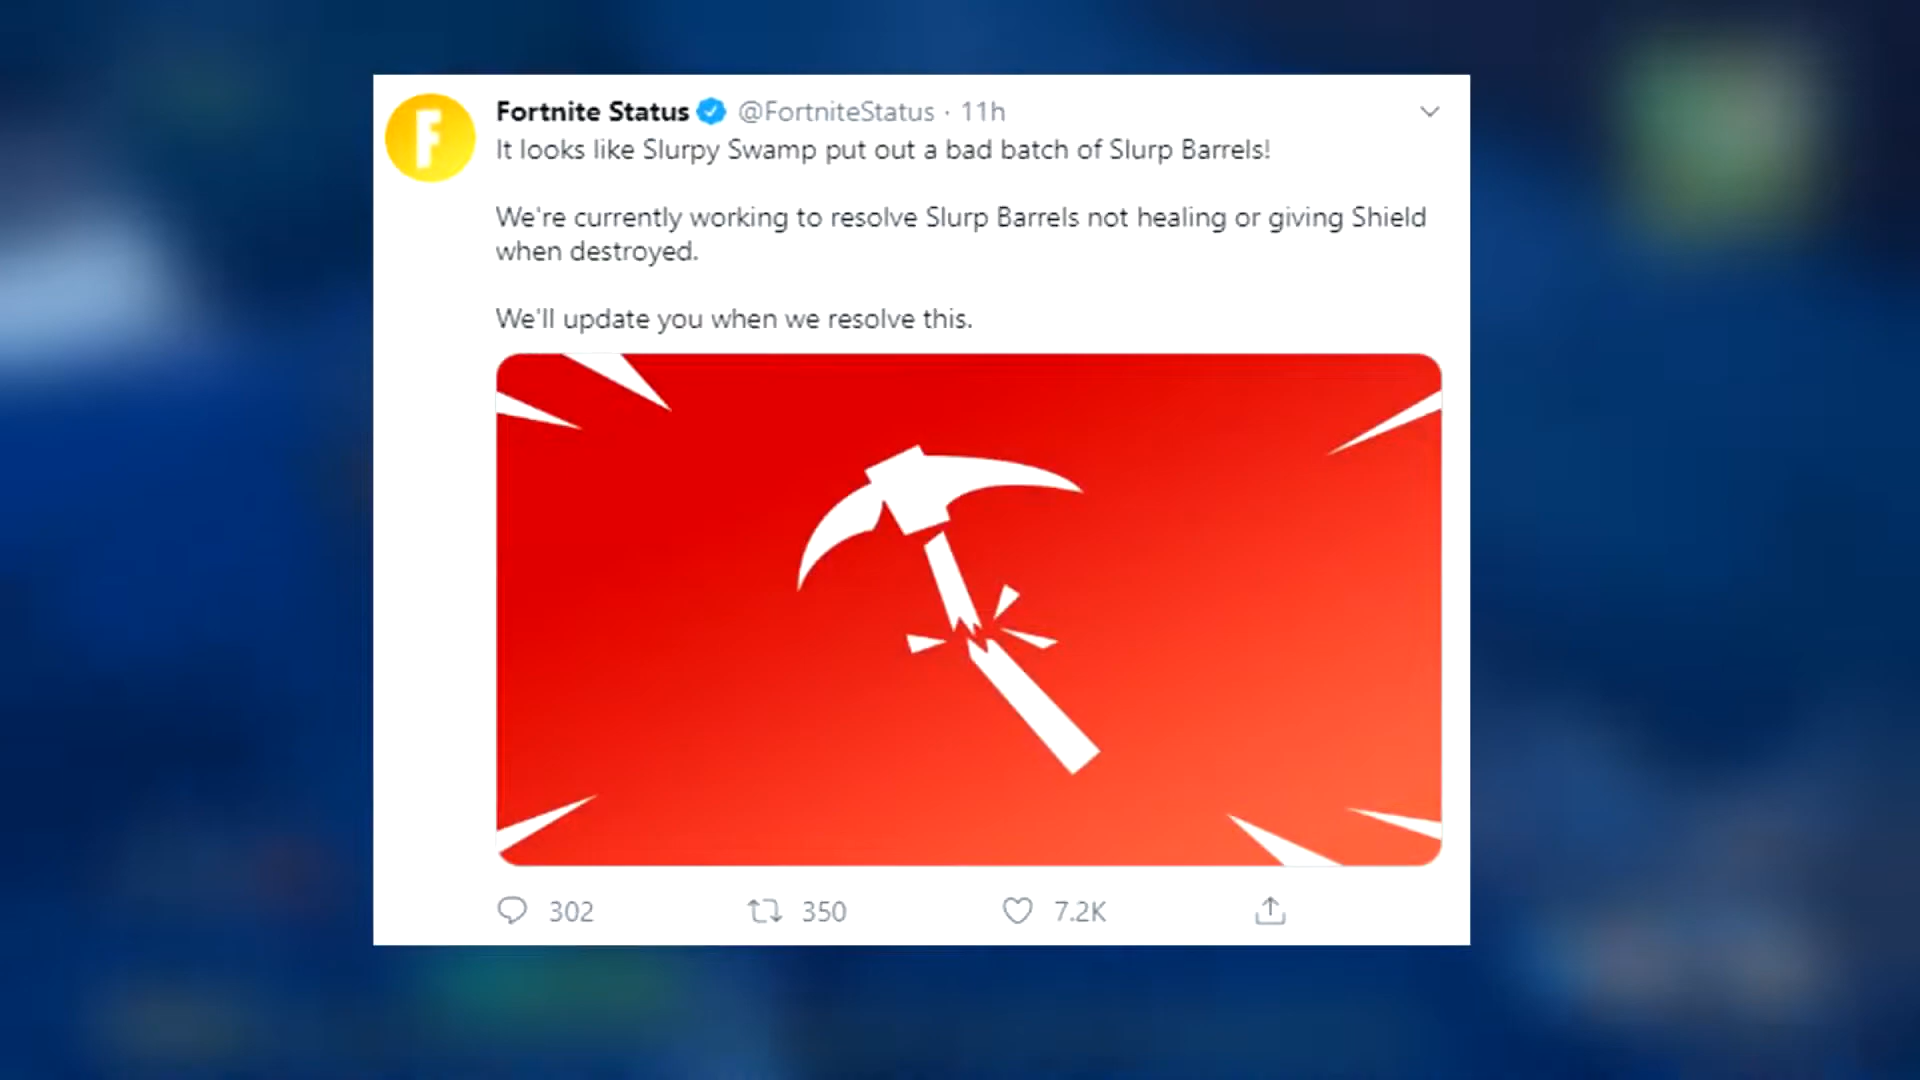 F
Fortnite Status @FortniteStatus · 11h
It looks like Slurpy Swamp put out a bad batch of Slurp Barrels!
We're currently working to resolve Slurp Barrels not healing or giving Shield
when destroyed.
We'll update you when we resolve this.
302 350 7.2K